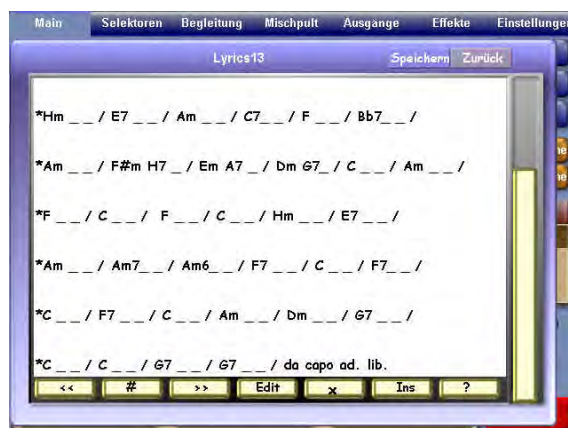 Main Selektoren Begleitung Mischpult Ausgänge Effekte Einstellungen
Lyrics13 Speichern Zurück
*Hm _ _ / E7 _ _ / Am _ _ / C7_ _ / F _ _ / Bb7_ _ /
*Am _ _ / F#m H7 _ / Em A7 _ / Dm G7_ / C _ _ / Am _ _ /
*F _ _ / C _ _ / F _ _ / C _ _ / Hm _ _ / E7 _ _ /
*Am _ _ / Am7_ _ / Am6_ _ / F7 _ _ / C _ _ / F7_ _ /
*C _ _ / F7 _ _ / C _ _ / Am _ _ / Dm _ _ / G7 _ _ /
*C _ _ / C _ _ / G7 _ _ / G7 _ _ / da capo ad. lib.
<< # >> Edit x Ins ?